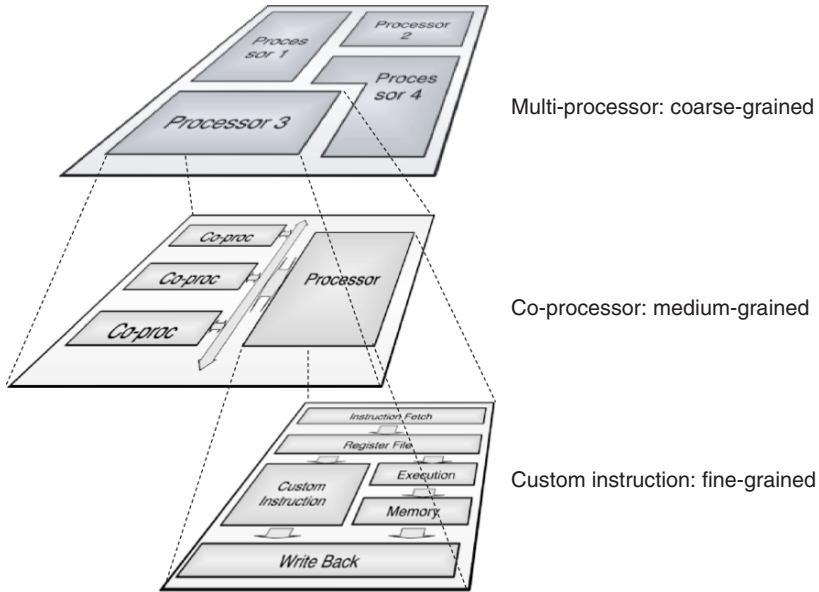 Proces
sor 1
Processor
2
Proces
sor 4
Processor 3
Multi-processor: coarse-grained
Co-proc
Co-proc
Co-proc
Processor
Co-processor: medium-grained
Instruction Fetch
Register File
Custom
Instruction
Execution
Memory
Write Back
Custom instruction: fine-grained